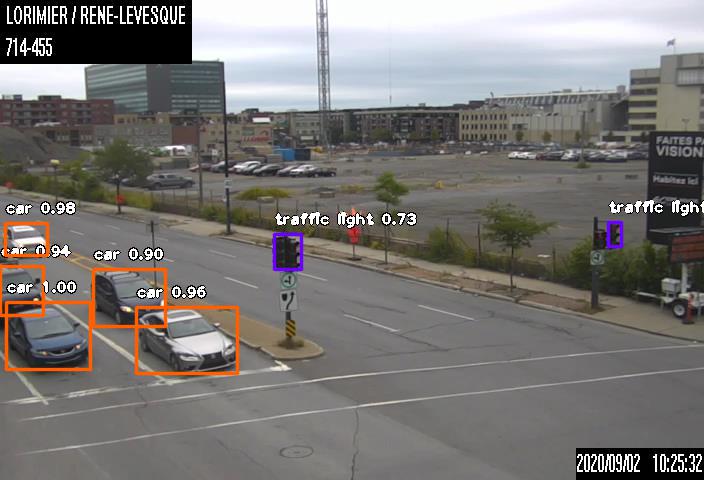 LORIMIER / RENE-LEVESQUE
714-455
FAITES PA
VISION
Habitez ici
car 0.98
traffic light
traffic light 0.73
car 0.94
car 0.90
car 1.00
car 0.96
2020/09/02 10:25:32